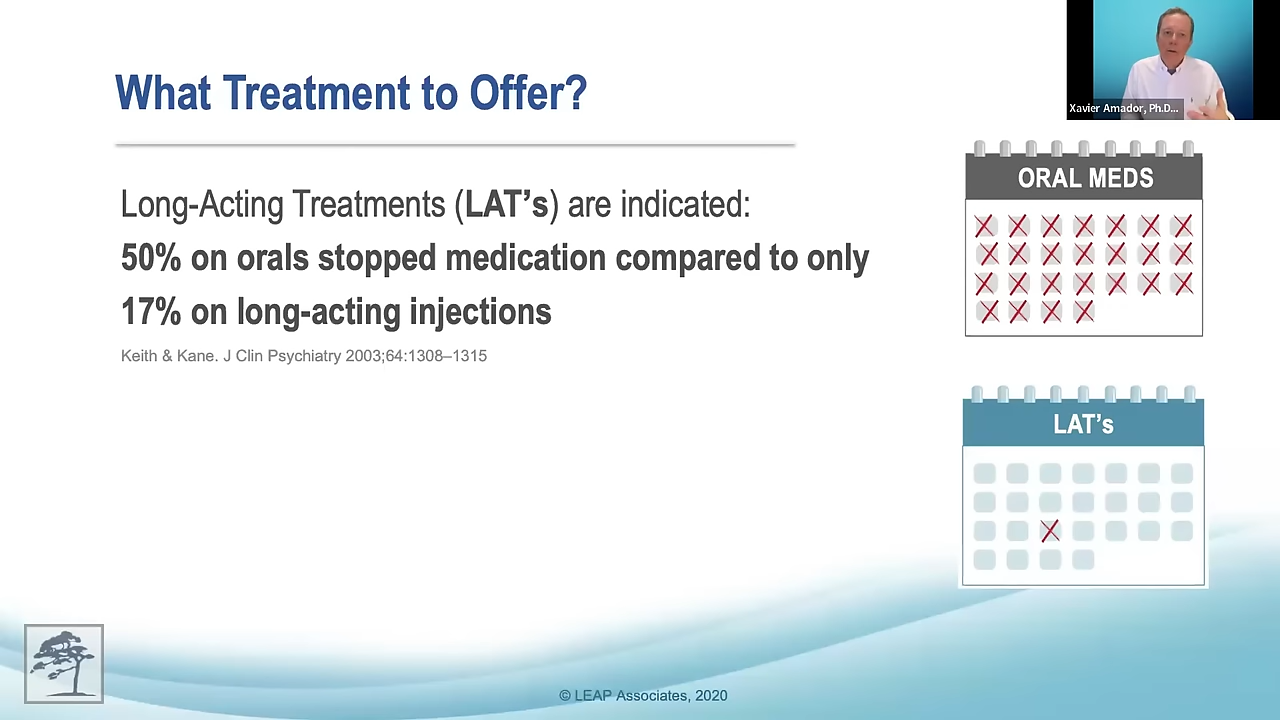 What Treatment to Offer?
Xavier Amador, Ph.D...
Long-Acting Treatments (LAT’s) are indicated:
50% on orals stopped medication compared to only
17% on long-acting injections
Keith & Kane. J Clin Psychiatry 2003;64:1308–1315
ORAL MEDS
LAT’s
© LEAP Associates, 2020